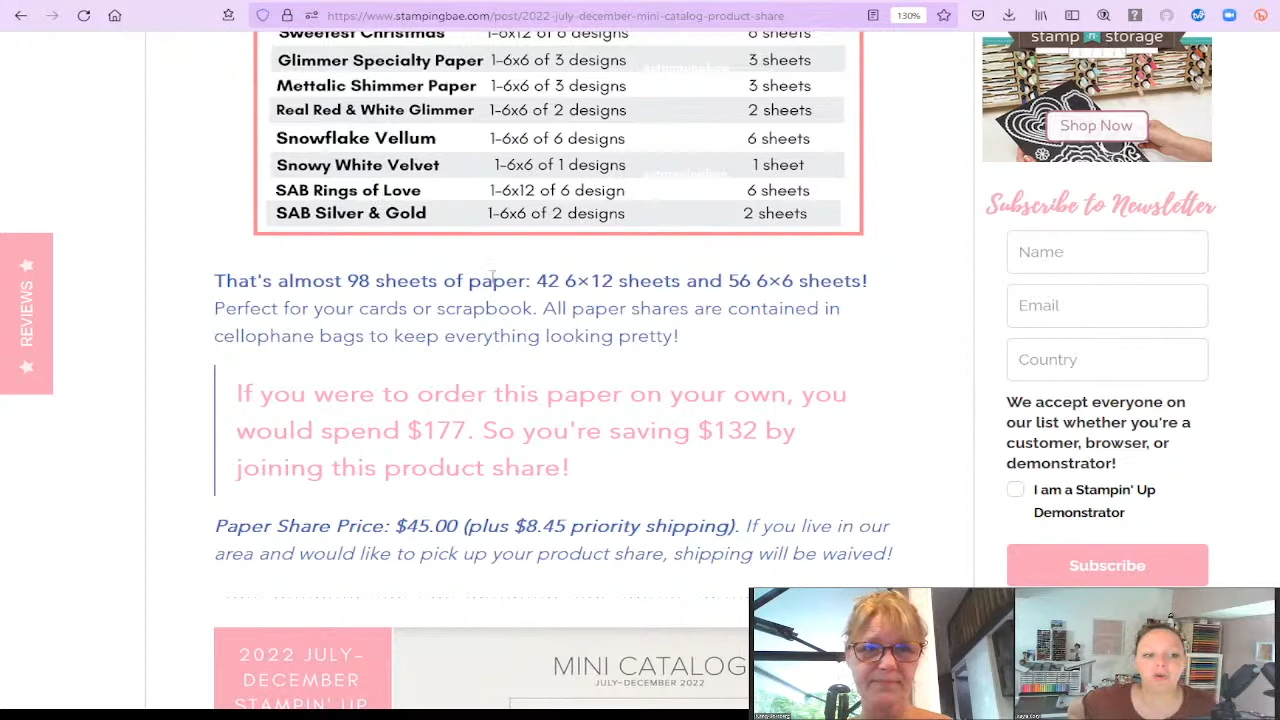 https://www.stampingbae.com/post/2022-july-december-mini-catalog-product-share
130%
Sweetest Christmas 1-6x12 of 6 designs 6 sheets
Glimmer Specialty Paper 1-6x6 of 3 designs 3 sheets
Mettalic Shimmer Paper 1-6x6 of 3 designs 3 sheets
Real Red & White Glimmer 1-6x6 of 2 designs 2 sheets
Snowflake Vellum 1-6x6 of 6 designs 6 sheets
Snowy White Velvet 1-6x6 of 1 designs 1 sheet
SAB Rings of Love 1-6x12 of 6 design 6 sheets
SAB Silver & Gold 1-6x6 of 2 designs 2 sheets
That's almost 98 sheets of paper: 42 6×12 sheets and 56 6×6 sheets!
Perfect for your cards or scrapbook. All paper shares are contained in
cellophane bags to keep everything looking pretty!
If you were to order this paper on your own, you
would spend $177. So you're saving $132 by
joining this product share!
Paper Share Price: $45.00 (plus $8.45 priority shipping). If you live in our
area and would like to pick up your product share, shipping will be waived!
2022 JULY-
DECEMBER
STAMPIN' UP
MINI CATALOG
JULY–DECEMBER 2022
REVIEWS
stamp n storage
Shop Now
Subscribe to Newsletter
Name
Email
Country
We accept everyone on
our list whether you're a
customer, browser, or
demonstrator!
I am a Stampin' Up
Demonstrator
Subscribe